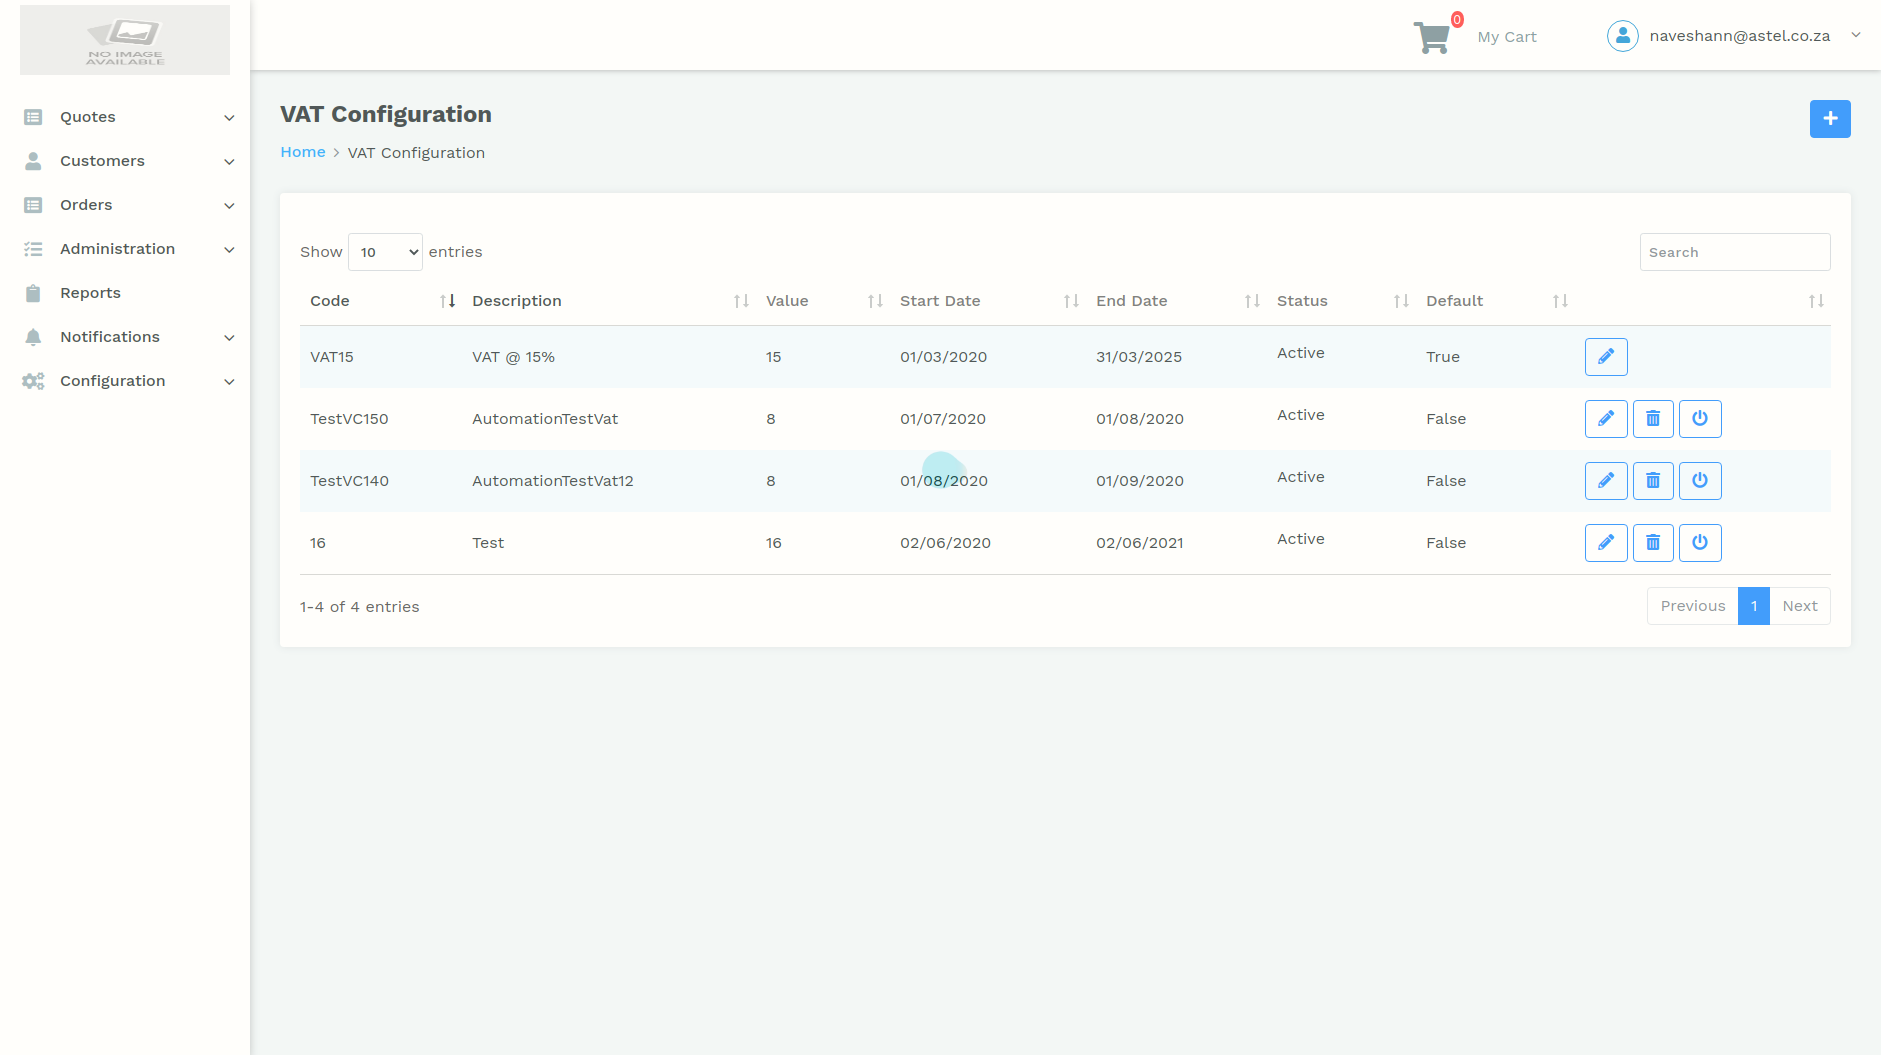 NO IMAGE
AVAILABLE
0
My Cart
naveshann@astel.co.za
Quotes
Customers
Orders
Administration
Reports
Notifications
Configuration
VAT Configuration
Home > VAT Configuration
Show 10 entries
Search
Code Description Value Start Date End Date Status Default
VAT15 VAT @ 15% 15 01/03/2020 31/03/2025 Active True
TestVC150 AutomationTestVat 8 01/07/2020 01/08/2020 Active False
TestVC140 AutomationTestVat12 8 01/08/2020 01/09/2020 Active False
16 Test 16 02/06/2020 02/06/2021 Active False
1-4 of 4 entries
Previous 1 Next